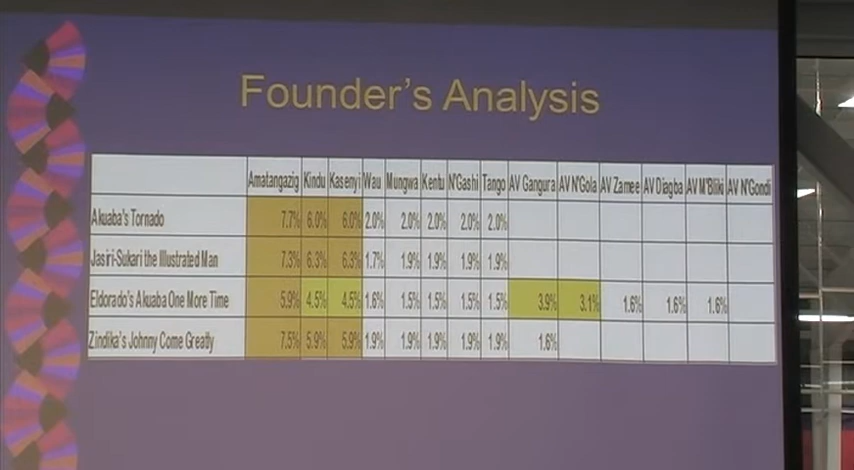 Founder's Analysis
Amatangazig Kindu Kasenyi Wau Mungwa Kentu N'Gashi Tango AV Gangura AV N'Gola AV Zamee AV Diagba AV M'Bliki AV N'Gondi
Akuaba's Tornado 7.7% 6.0% 6.0% 2.0% 2.0% 2.0% 2.0% 2.0%
Jasiri-Sukari the Illustrated Man 7.3% 6.3% 6.3% 1.7% 1.9% 1.9% 1.9% 1.9%
Eldorado's Akuaba One More Time 5.9% 4.5% 4.5% 1.6% 1.5% 1.5% 1.5% 1.5% 3.9% 3.1% 1.6% 1.6% 1.6%
Zindika's Johnny Come Greatly 7.5% 5.9% 5.9% 1.9% 1.9% 1.9% 1.9% 1.9% 1.6%